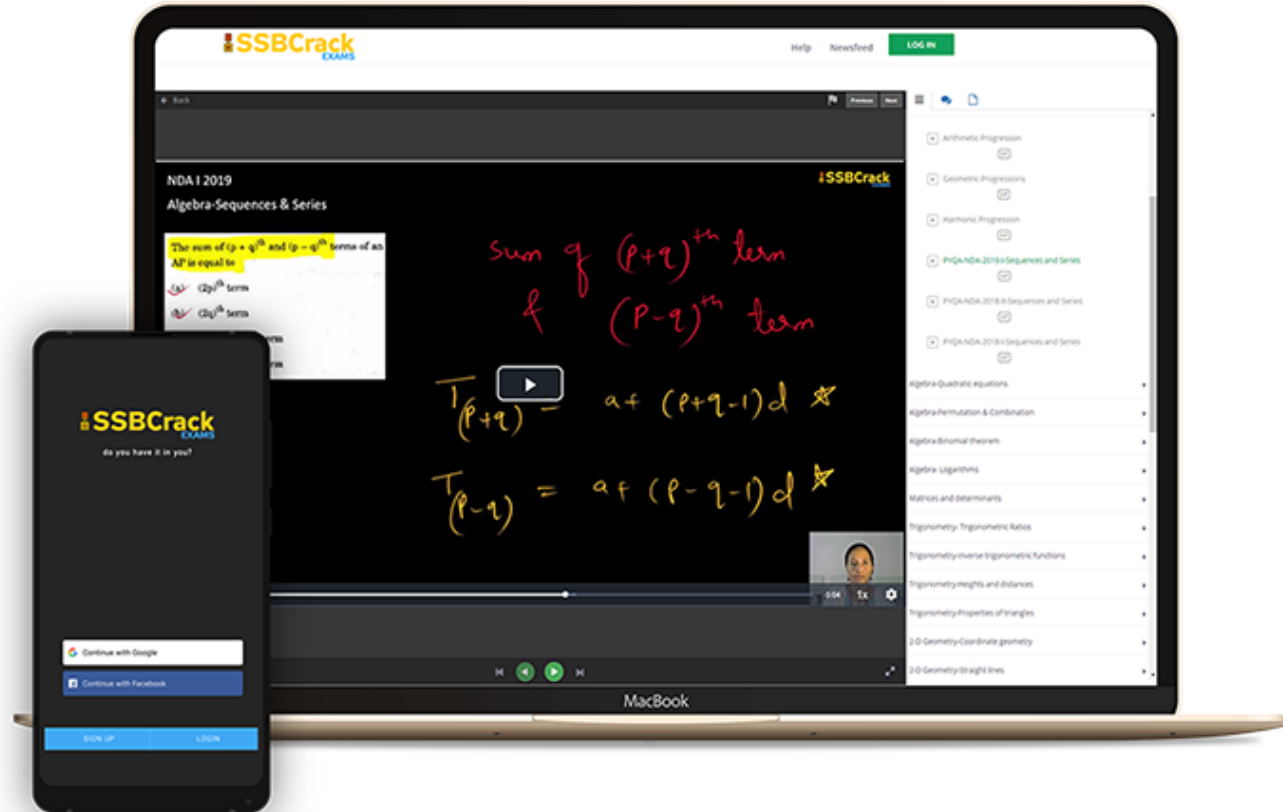 SSBCrack
EXAMS
Help Newsfeed LOG IN
Back
Previous Next
NDA I 2019
Algebra-Sequences & Series
SSBCrack
EXAMS
The sum of (p + q)th and (p − q)th terms of an
AP is equal to
(a) (2p)th term
(b) (2q)th term
term
term
sum of (p+q)th term
& (p-q)th term
T(p+q) = a+ (p+q-1)d
T(p-q) = a+ (p-q-1)d
0:04 1x
Arithmetic Progression
Geometric Progressions
Harmonic Progression
PYQA-NDA-2019-I-Sequences and Series
PYQA-NDA-2018-II-Sequences and Series
PYQA-NDA-2018-I-Sequences and Series
Algebra-Quadratic equations
Algebra-Permutation & Combination
Algebra-Binomial theorem
Algebra- Logarithms
Matrices and determinants
Trigonometry- Trigonometric Ratios
Trigonometry-Inverse trigonometric functions
Trigonometry-Heights and distances
Trigonometry-Properties of triangles
2-D Geometry-Coordinate geometry
2-D Geometry-Straight lines
MacBook
SSBCrack
EXAMS
do you have it in you?
Continue with Google
Continue with Facebook
SIGN UP LOGIN